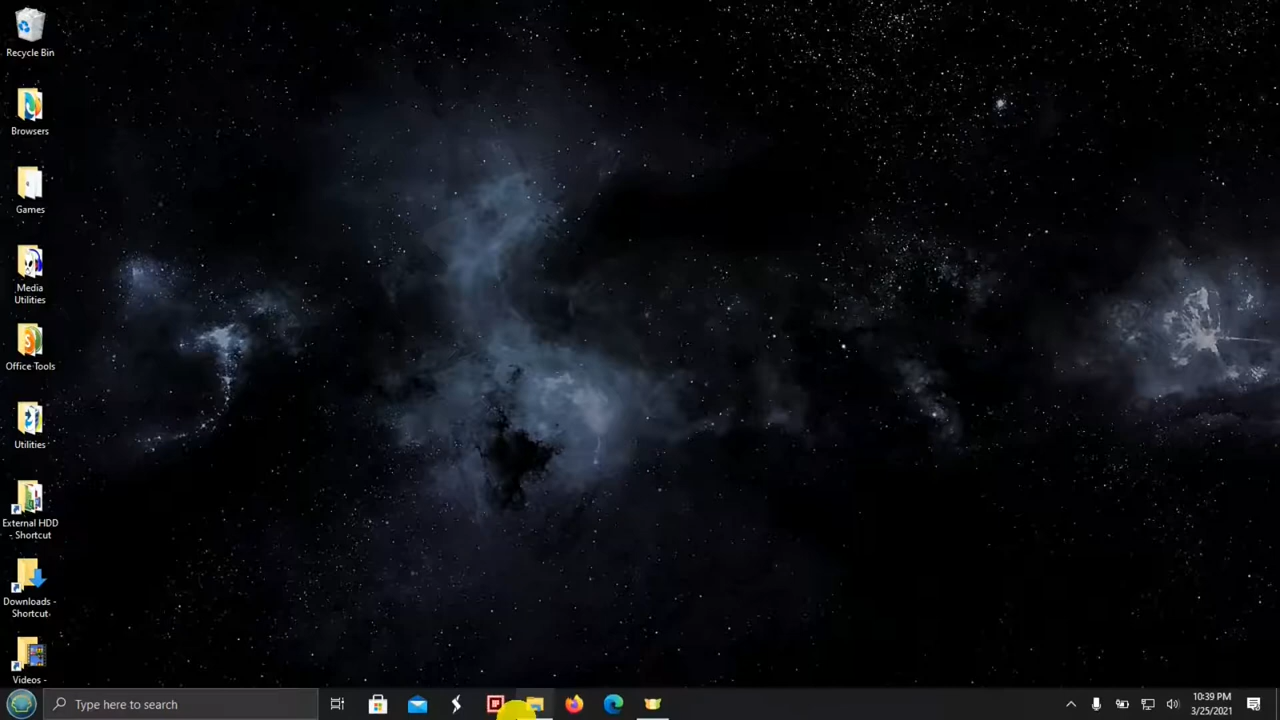 Recycle Bin
Browsers
Games
Media
Utilities
Office Tools
Utilities
External HDD
- Shortcut
Downloads -
Shortcut
Videos -
Type here to search
10:39 PM
3/25/2021